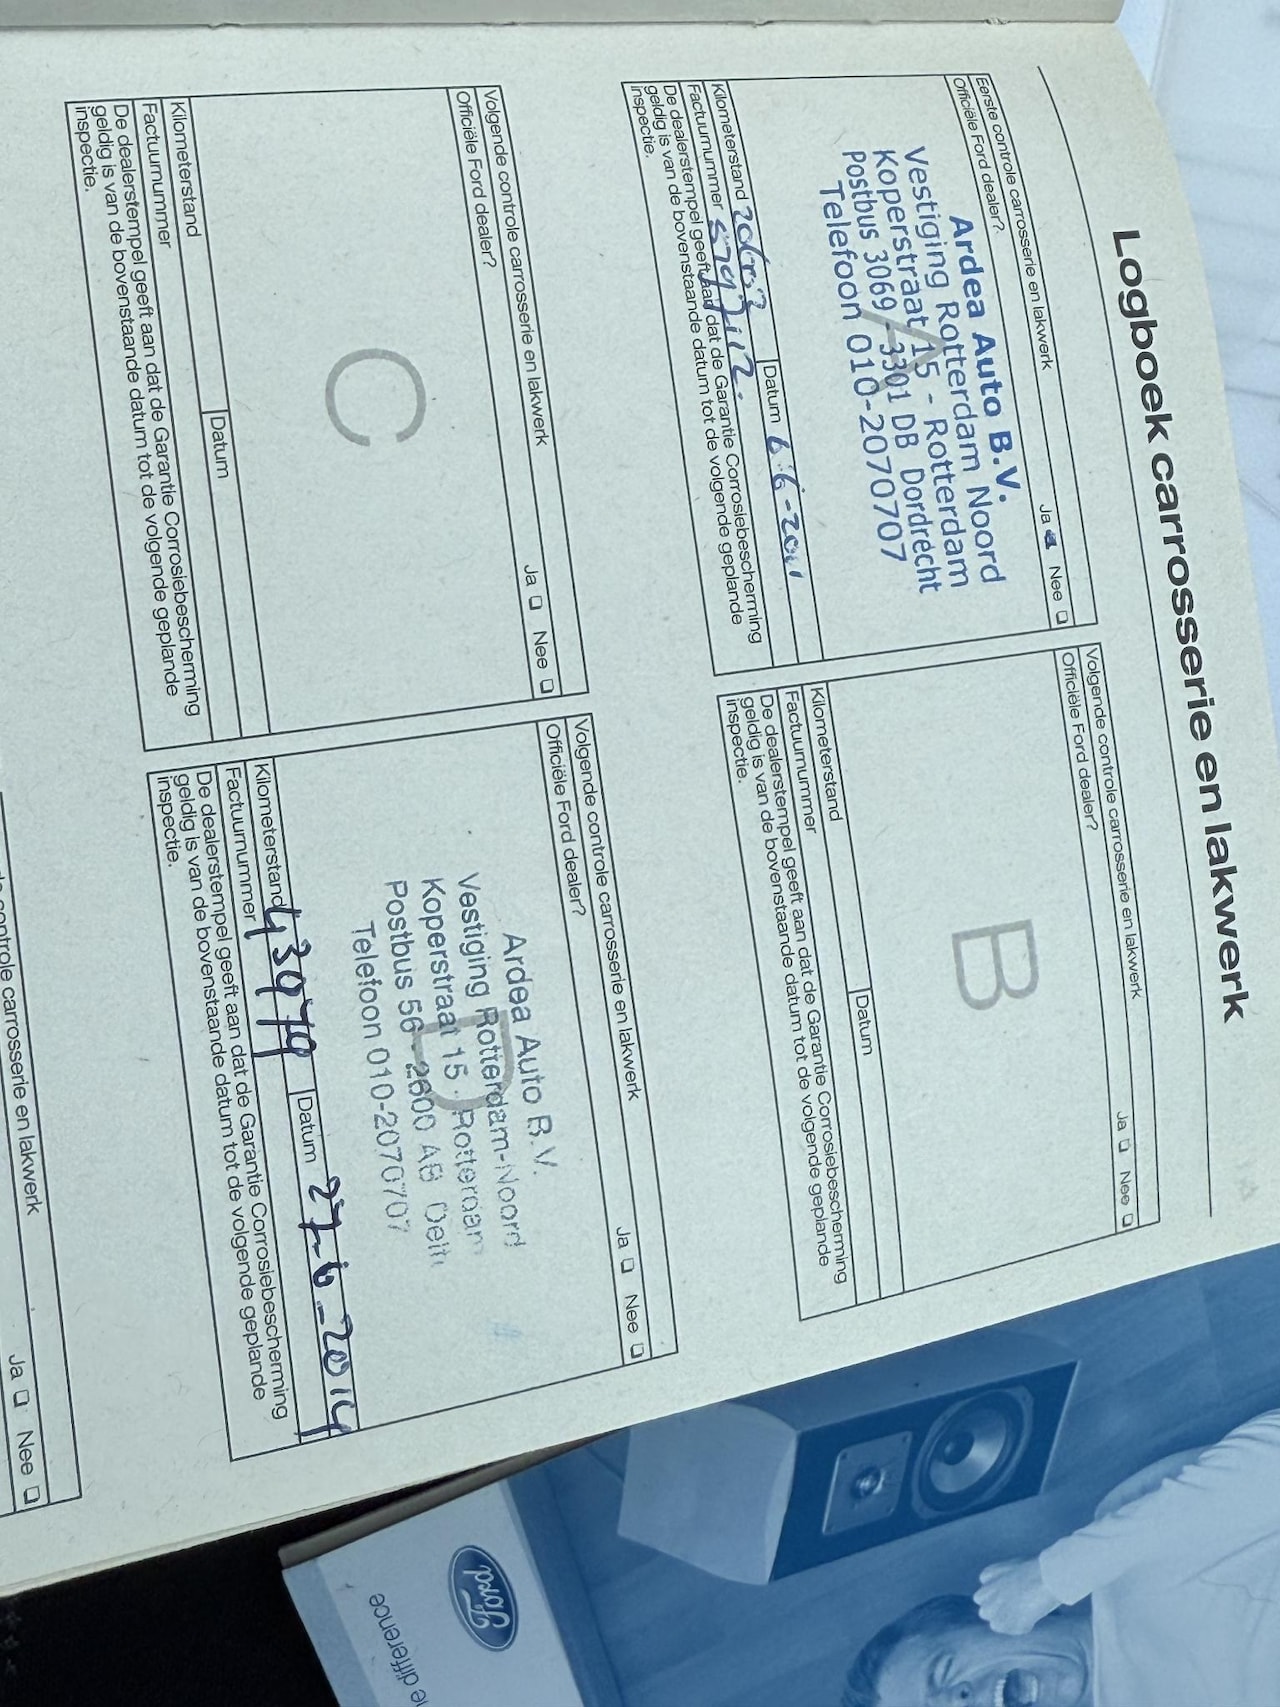 Logboek carrosserie en lakwerk
Eerste controle carrosserie en lakwerk
Officiële Ford dealer? Ja Nee
A
Ardea Auto B.V.
Vestiging Rotterdam Noord
Koperstraat 15 - Rotterdam
Postbus 3069 - 3301 DB Dordrecht
Telefoon 010-2070707
Kilometerstand Datum 6-6-2011
Factuurnummer
De dealerstempel geeft aan dat de Garantie Corrosiebescherming
geldig is van de bovenstaande datum tot de volgende geplande
inspectie.
Volgende controle carrosserie en lakwerk
Officiële Ford dealer? Ja Nee
B
Kilometerstand Datum
Factuurnummer
De dealerstempel geeft aan dat de Garantie Corrosiebescherming
geldig is van de bovenstaande datum tot de volgende geplande
inspectie.
Volgende controle carrosserie en lakwerk
Officiële Ford dealer? Ja Nee
C
Kilometerstand Datum
Factuurnummer
De dealerstempel geeft aan dat de Garantie Corrosiebescherming
geldig is van de bovenstaande datum tot de volgende geplande
inspectie.
Volgende controle carrosserie en lakwerk
Officiële Ford dealer? Ja Nee
D
Ardea Auto B.V.
Vestiging Rotterdam-Noord
Koperstraat 15 - Rotterdam
Postbus 56 - 2600 AB Delft
Telefoon 010-2070707
Kilometerstand 43979 Datum 27-6-2014
Factuurnummer
De dealerstempel geeft aan dat de Garantie Corrosiebescherming
geldig is van de bovenstaande datum tot de volgende geplande
inspectie.
controle carrosserie en lakwerk
Ja Nee
Ford
difference